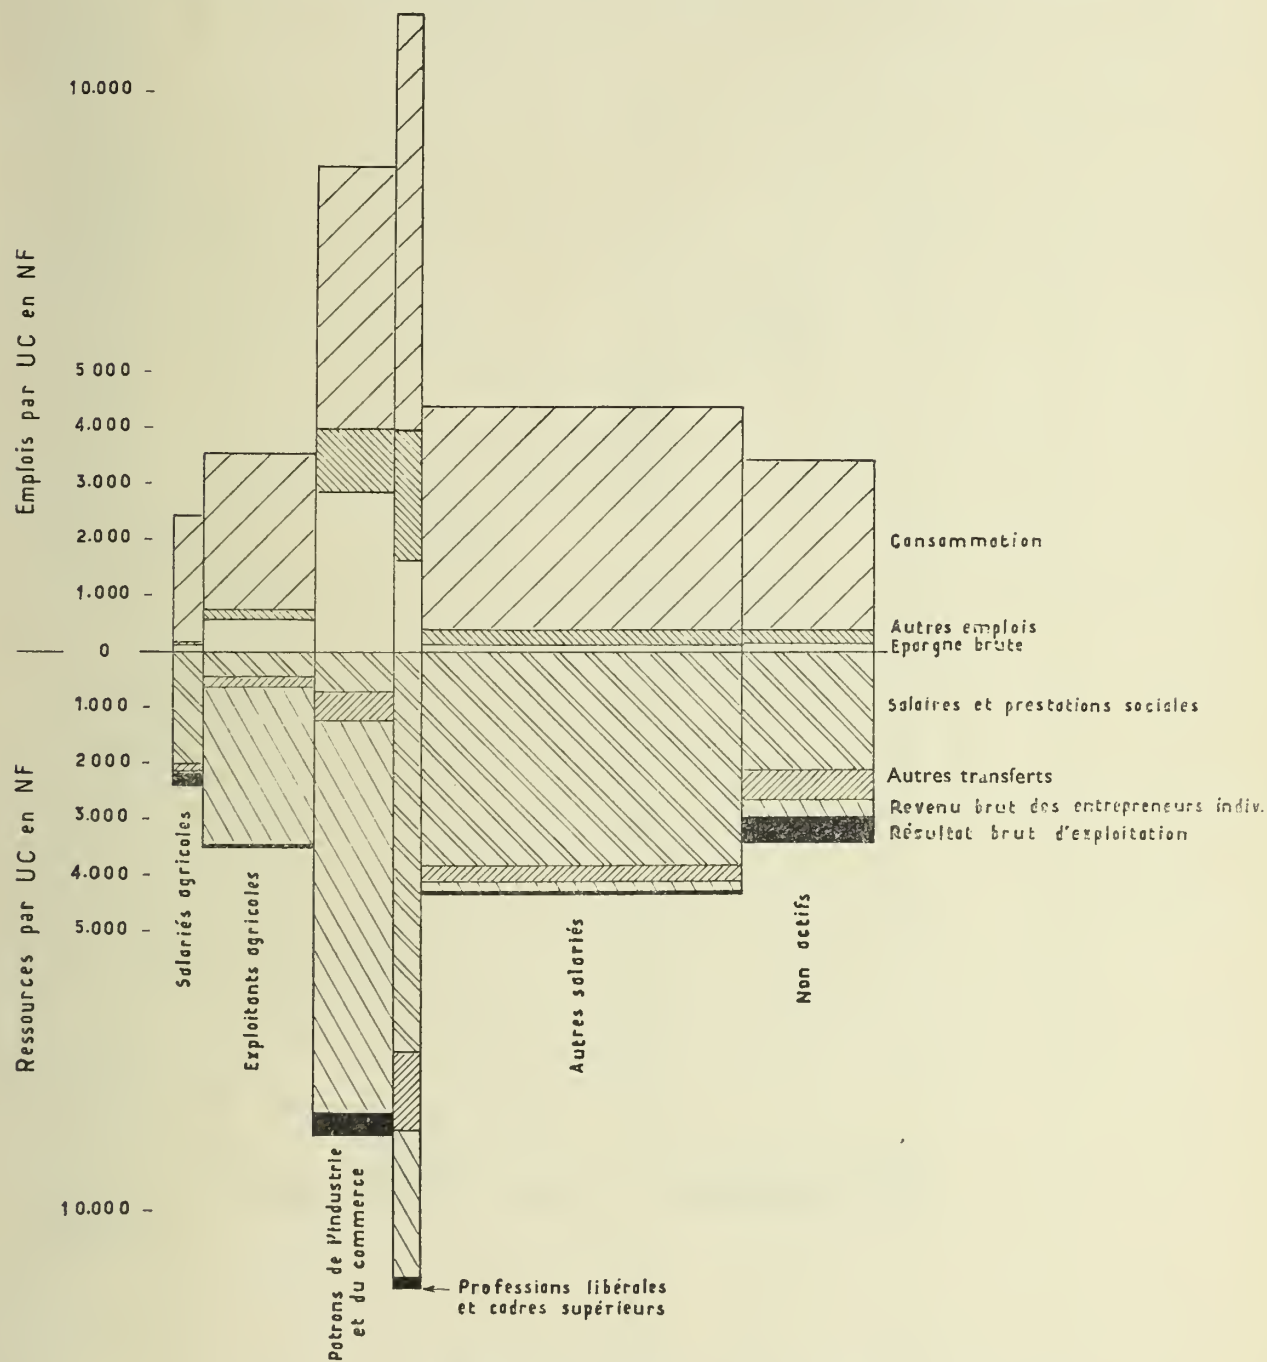 Emplois par UC en NF
10.000
5 000
4.000
3.000
2.000
1.000
0
1.000
2 000
3.000
4.000
5.000
10.000
Ressources par UC en NF
Consommation
Autres emplois
Epargne brute
Salaires et prestations sociales
Autres transferts
Revenu brut des entrepreneurs indiv.
Résultat brut d'exploitation
Salariés agricoles
Exploitants agricoles
Patrons de l'industrie
et du commerce
Professions libérales
et cadres supérieurs
Autres salariés
Non actifs